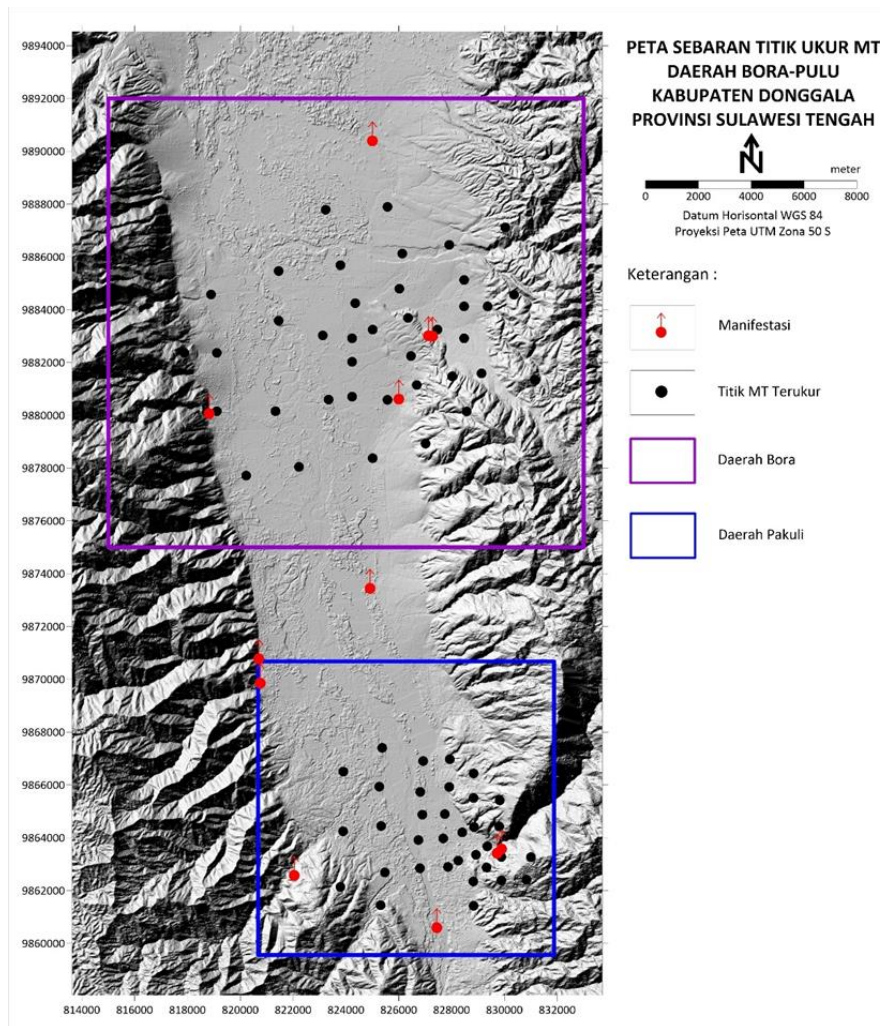 PETA SEBARAN TITIK UKUR MT
DAERAH BORA-PULU
KABUPATEN DONGGALA
PROVINSI SULAWESI TENGAH
N
meter
0 2000 4000 6000 8000
Datum Horisontal WGS 84
Proyeksi Peta UTM Zona 50 S
Keterangan :
Manifestasi
Titik MT Terukur
Daerah Bora
Daerah Pakuli
9894000
9892000
9890000
9888000
9886000
9884000
9882000
9880000
9878000
9876000
9874000
9872000
9870000
9868000
9866000
9864000
9862000
9860000
814000 816000 818000 820000 822000 824000 826000 828000 830000 832000